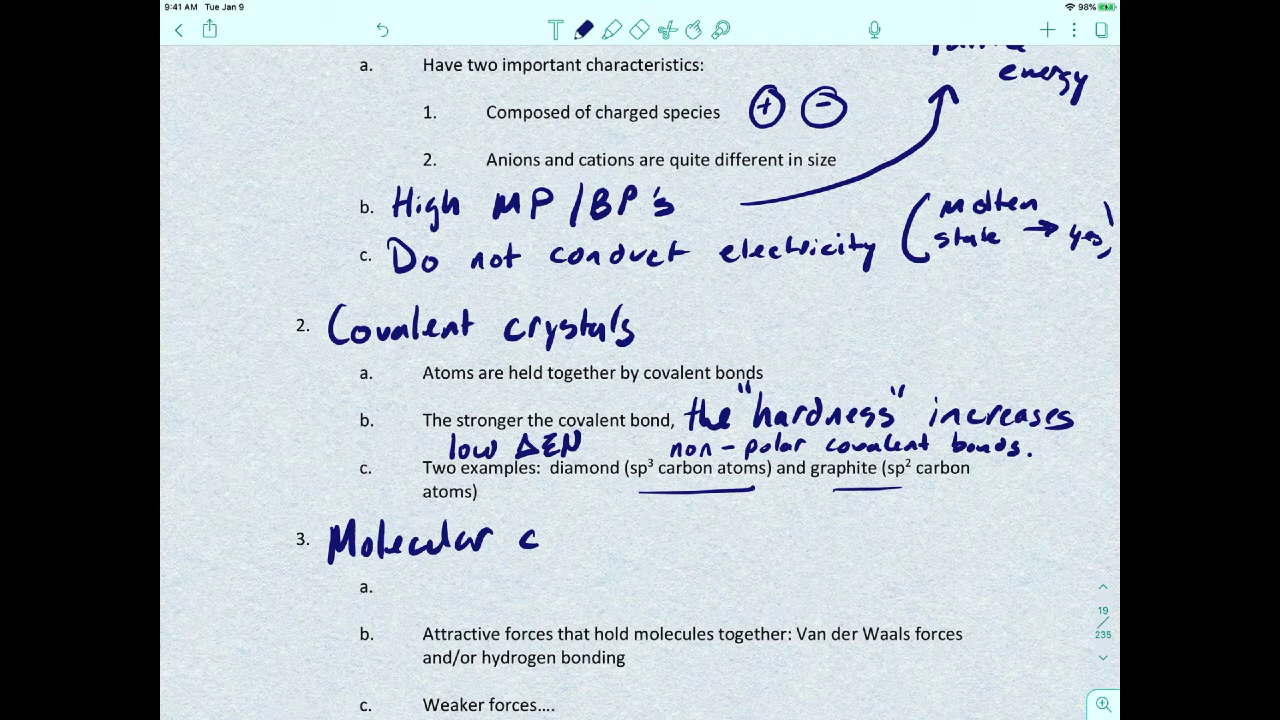 9:41 AM Tue Jan 9
98%
energy
a. Have two important characteristics:
1. Composed of charged species + −
2. Anions and cations are quite different in size
b. High MP/BP's
c. Do not conduct electricity (molten state → yes)
2. Covalent crystals
a. Atoms are held together by covalent bonds
b. The stronger the covalent bond, the "hardness" increases
low ΔEN non-polar covalent bonds.
c. Two examples: diamond (sp³ carbon atoms) and graphite (sp² carbon
atoms)
3. Molecular c
a.
19
/
235
b. Attractive forces that hold molecules together: Van der Waals forces
and/or hydrogen bonding
c. Weaker forces....